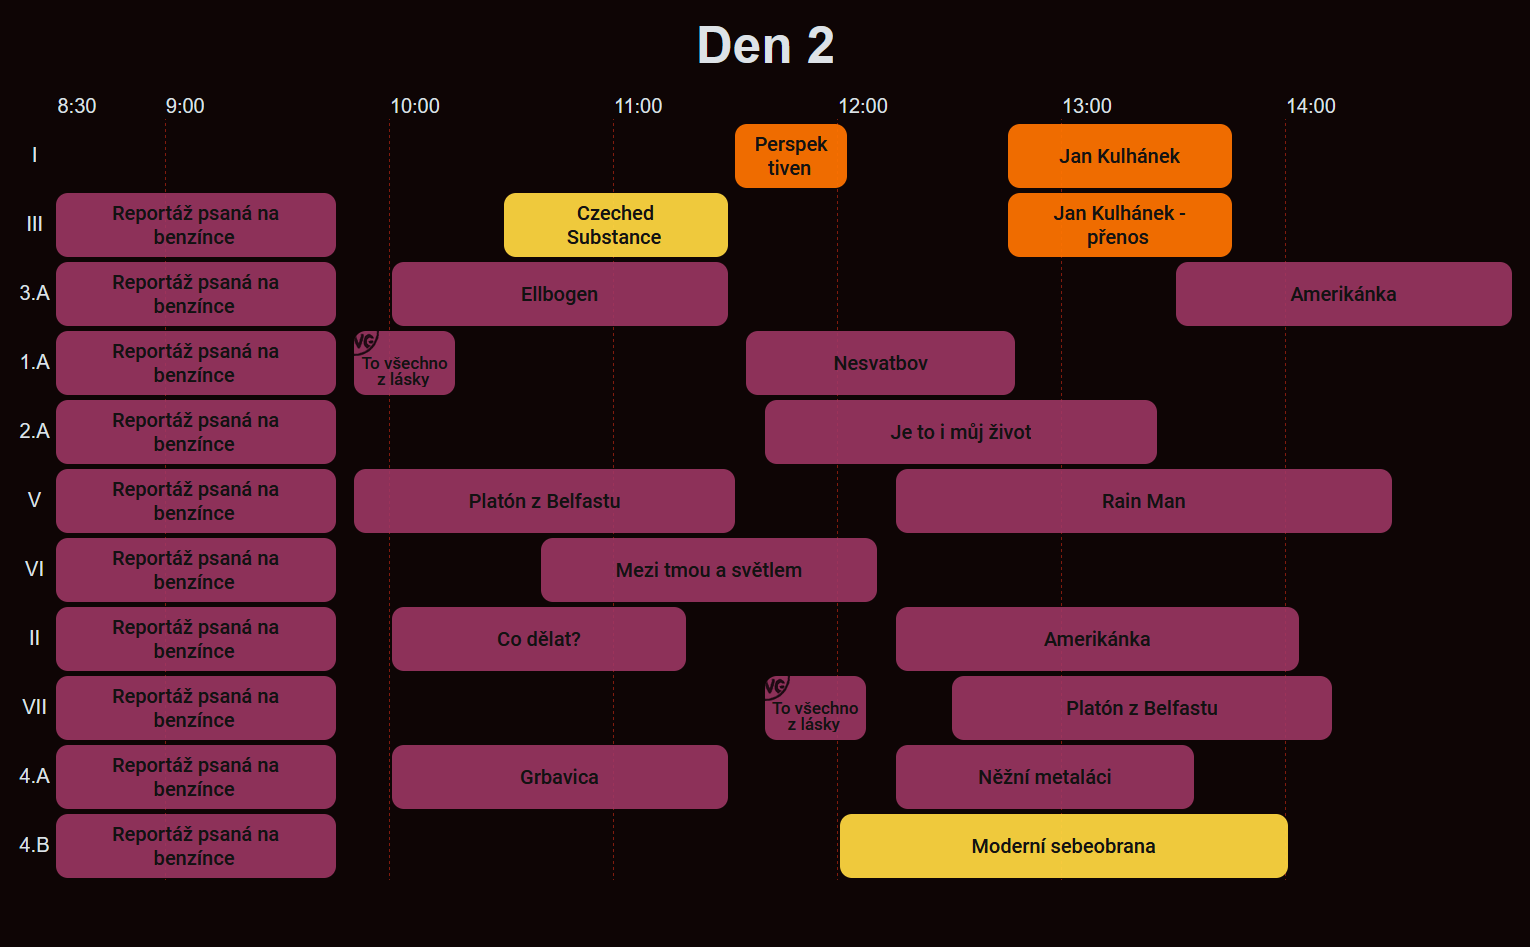 Den 2
8:30 9:00 10:00 11:00 12:00 13:00 14:00
I
Perspek
tiven
Jan Kulhánek
III
Reportáž psaná na
benzínce
Czeched
Substance
Jan Kulhánek -
přenos
3.A
Reportáž psaná na
benzínce
Ellbogen
Amerikánka
1.A
Reportáž psaná na
benzínce
VG
To všechno
z lásky
Nesvatbov
2.A
Reportáž psaná na
benzínce
Je to i můj život
V
Reportáž psaná na
benzínce
Platón z Belfastu
Rain Man
VI
Reportáž psaná na
benzínce
Mezi tmou a světlem
II
Reportáž psaná na
benzínce
Co dělat?
Amerikánka
VII
Reportáž psaná na
benzínce
VG
To všechno
z lásky
Platón z Belfastu
4.A
Reportáž psaná na
benzínce
Grbavica
Něžní metaláci
4.B
Reportáž psaná na
benzínce
Moderní sebeobrana